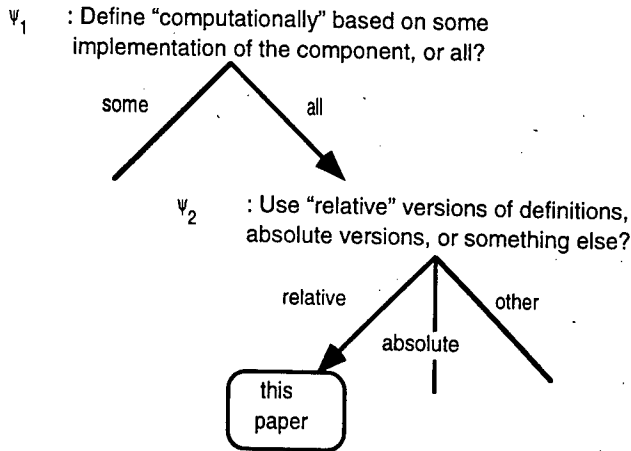 Ψ1 : Define “computationally” based on some
implementation of the component, or all?
some all
Ψ2 : Use “relative” versions of definitions,
absolute versions, or something else?
relative other
absolute
this
paper